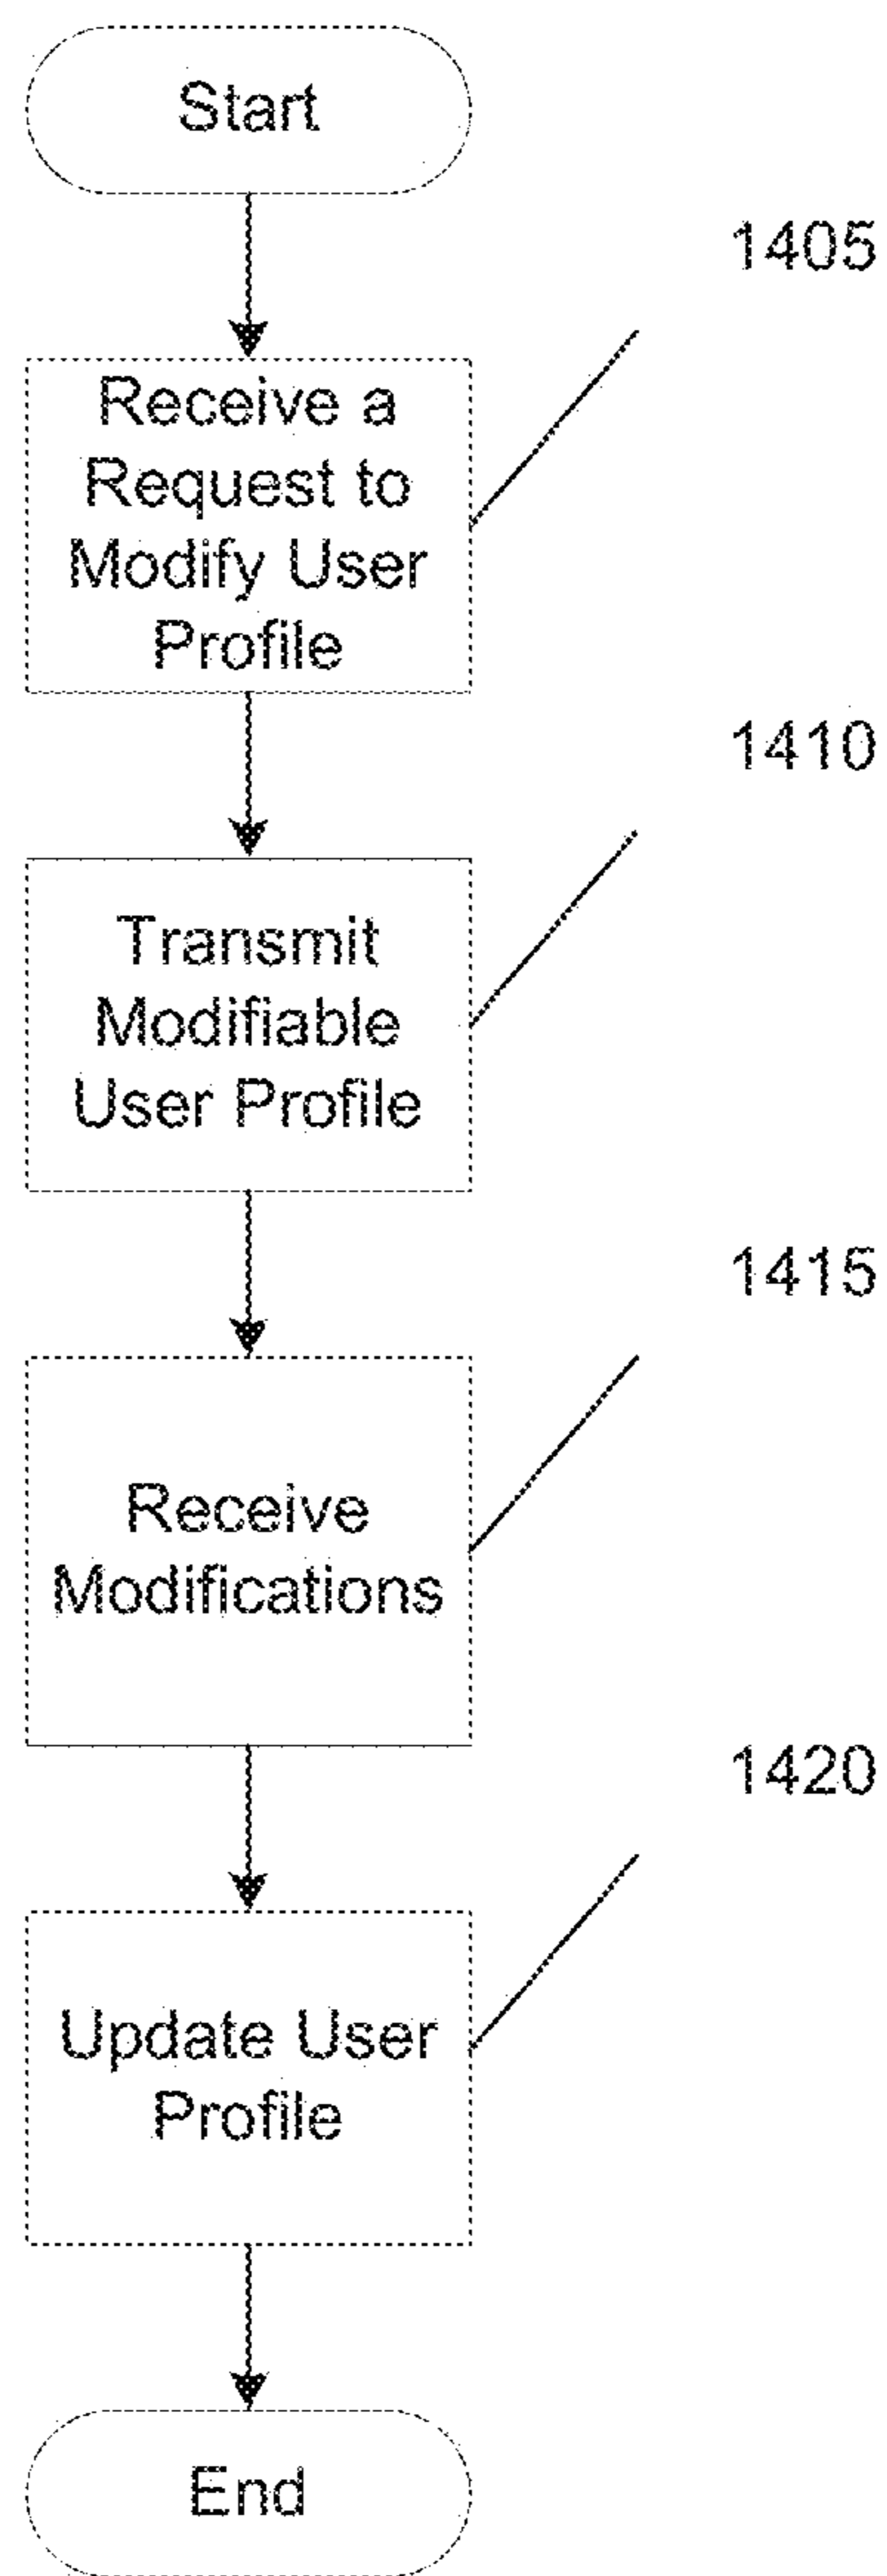 Start
1405
Receive a
Request to
Modify User
Profile
1410
Transmit
Modifiable
User Profile
1415
Receive
Modifications
1420
Update User
Profile
End